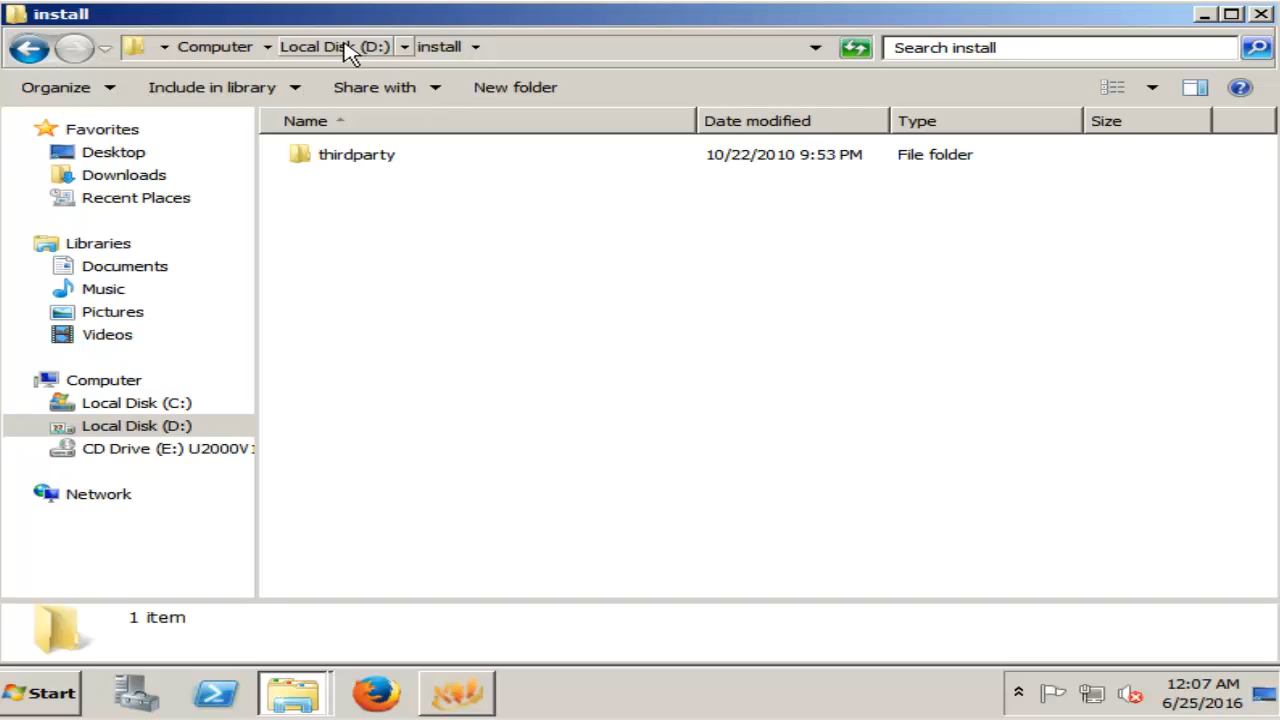 install
Computer Local Disk (D:) install
Search install
Organize Include in library Share with New folder
Name Date modified Type Size
thirdparty 10/22/2010 9:53 PM File folder
Favorites
Desktop
Downloads
Recent Places
Libraries
Documents
Music
Pictures
Videos
Computer
Local Disk (C:)
Local Disk (D:)
CD Drive (E:) U2000V1
Network
1 item
Start
12:07 AM
6/25/2016